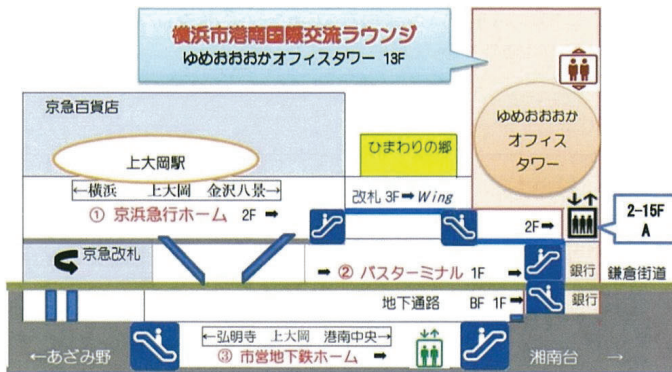 横浜市港南国際交流ラウンジ
ゆめおおおかオフィスタワー 13F
京急百貨店
上大岡駅
ひまわりの郷
ゆめおおおか
オフィス
タワー
←横浜 上大岡 金沢八景→
改札 3F➡Wing
① 京浜急行ホーム 2F ➡
2F➡
2-15F
A
京急改札
➡ ② バスターミナル 1F ➡
銀行
鎌倉街道
地下通路 BF 1F➡
銀行
←弘明寺 上大岡 港南中央→
←あざみ野
③ 市営地下鉄ホーム ➡
湘南台 →